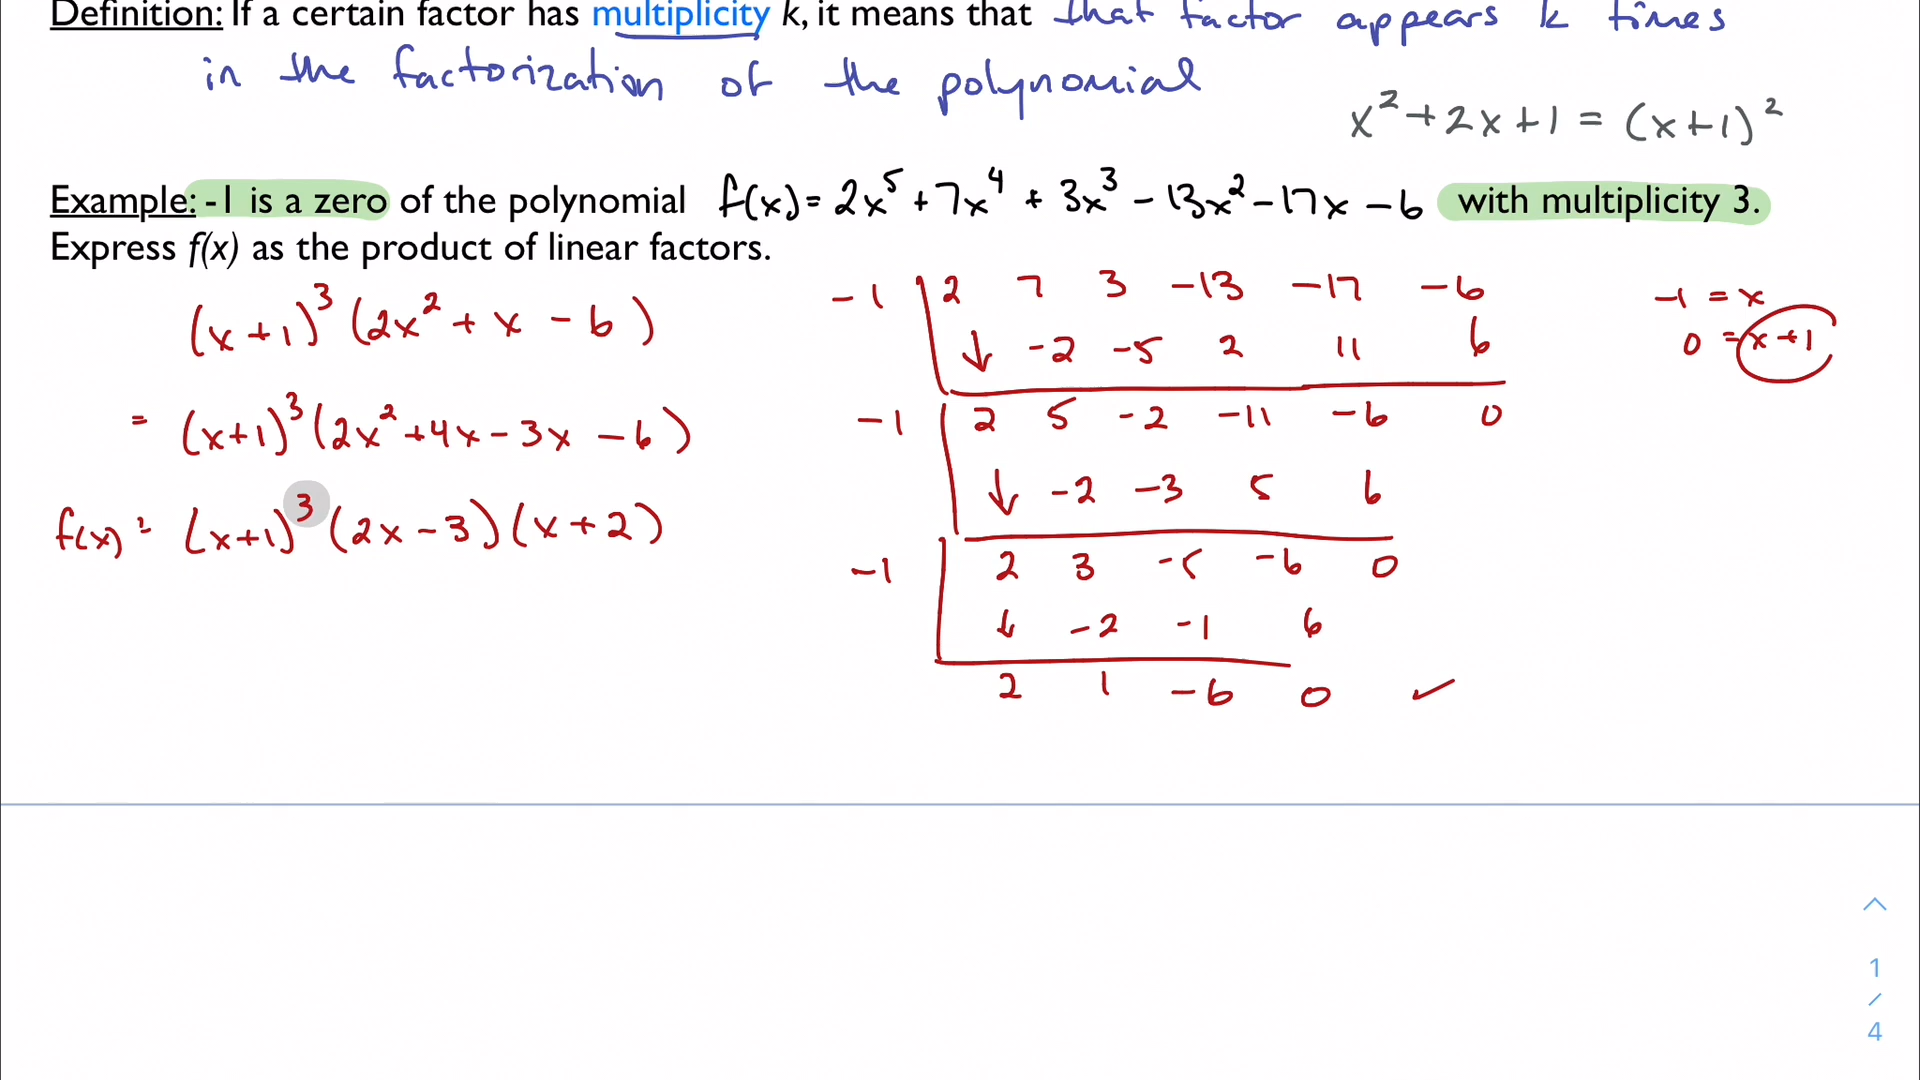 Definition: If a certain factor has multiplicity k, it means that that factor appears k times
in the factorization of the polynomial
x²+2x+1 = (x+1)²
Example: -1 is a zero of the polynomial f(x)= 2x⁵ +7x⁴ + 3x³ - 13x² - 17x - 6 with multiplicity 3.
Express f(x) as the product of linear factors.
(x+1)³ (2x² + x - 6)
= (x+1)³ (2x² +4x - 3x - 6)
f(x) = (x+1)³ (2x - 3)(x + 2)
-1 | 2 7 3 -13 -17 -6
↓ -2 -5 2 11 6
-1 | 2 5 -2 -11 -6 0
↓ -2 -3 5 6
-1 | 2 3 -5 -6 0
↓ -2 -1 6
2 1 -6 0 ✓
-1 = x
0 = x+1
1
/
4